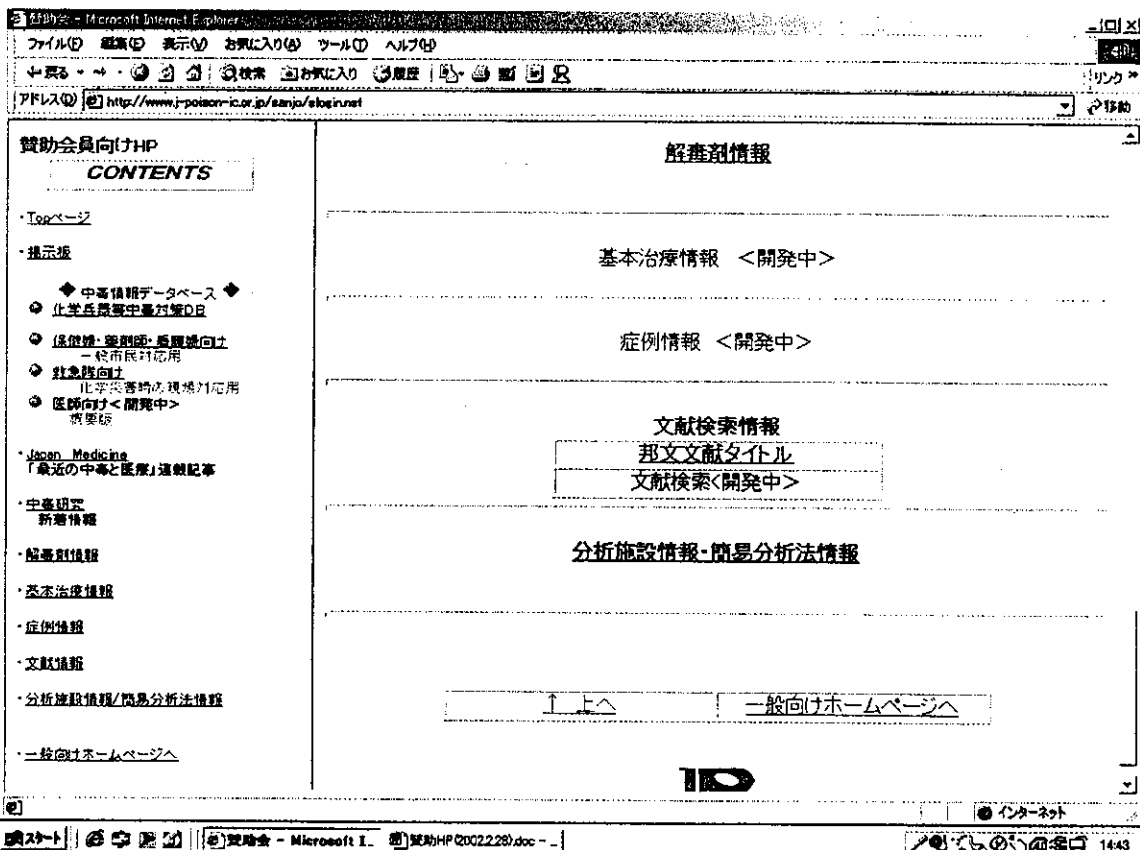 賛助会 - Microsoft Internet Explorer
ファイル(F) 編集(E) 表示(V) お気に入り(A) ツール(T) ヘルプ(H)
戻る 検索 お気に入り 履歴
リンク »
アドレス(D) http://www.j-poison-ic.or.jp/sanjo/slogin.nsf
移動
賛助会員向けHP
CONTENTS
・Topページ
・掲示板
◆ 中毒情報データベース ◆
化学兵器等中毒対策DB
保健婦・薬剤師・看護婦向け
一般市民対応用
救急隊向け
化学災害時の現場対応用
医師向け<開発中>
概要版
・Japan Medicine
「最近の中毒と医療」連載記事
・中毒研究
新着情報
・解毒剤情報
・基本治療情報
・症例情報
・文献情報
・分析施設情報/簡易分析法情報
・一般向けホームページへ
解毒剤情報
基本治療情報 <開発中>
症例情報 <開発中>
文献検索情報
邦文文献タイトル
文献検索<開発中>
分析施設情報・簡易分析法情報
↑ 上へ
一般向けホームページへ
インターネット
スタート
賛助会 - Microsoft I...
賛助HP(2002.2.28).doc - ...
14:43